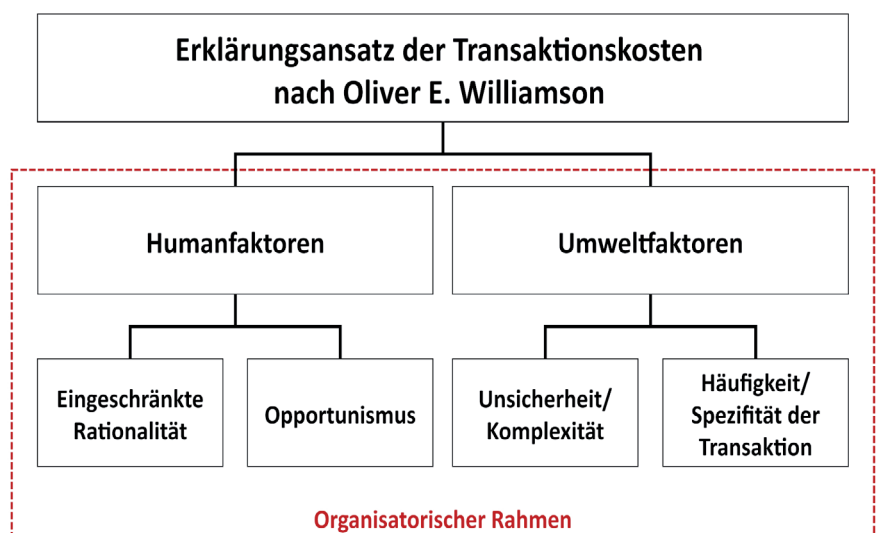 Erklärungsansatz der Transaktionskosten
nach Oliver E. Williamson
Humanfaktoren
Umweltfaktoren
Eingeschränkte
Rationalität
Opportunismus
Unsicherheit/
Komplexität
Häufigkeit/
Spezifität der
Transaktion
Organisatorischer Rahmen